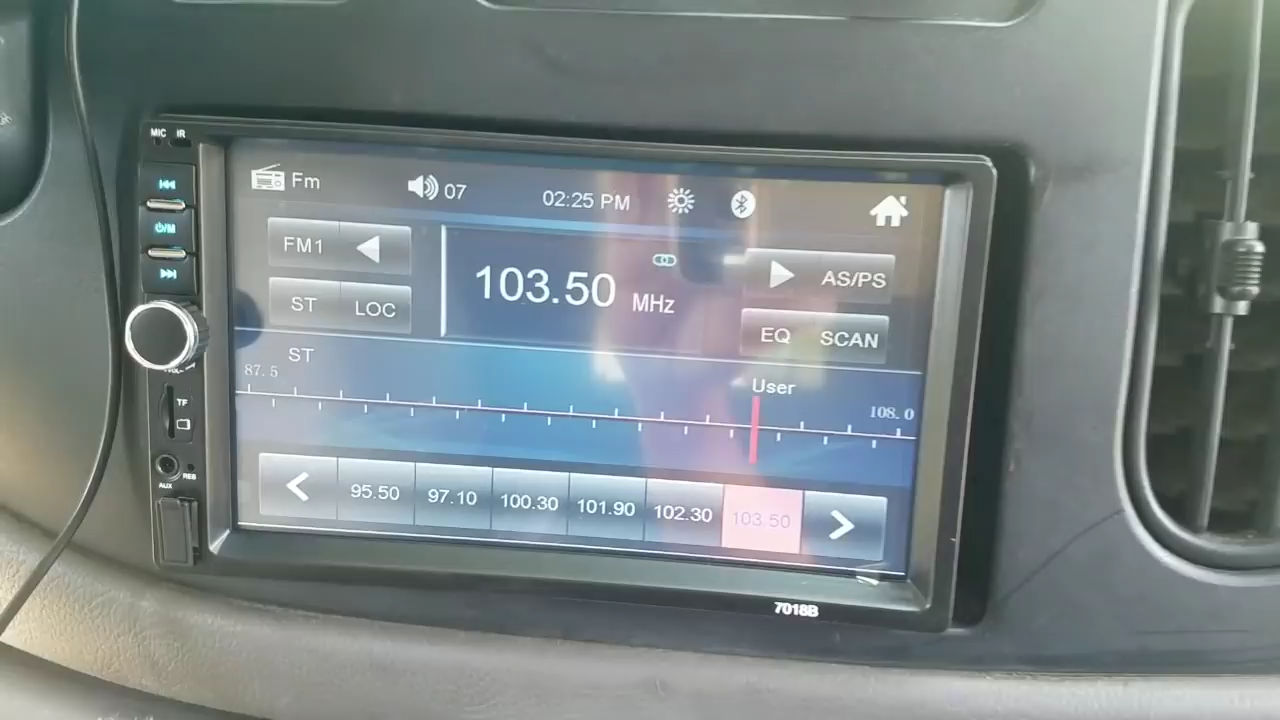 MIC IR
Fm 07 02:25 PM
FM1
103.50 MHz
AS/PS
ST LOC
EQ SCAN
ST
User
87.5
108.0
95.50 97.10 100.30 101.90 102.30 103.50
⏻/M
TF
RES
AUX
7018B